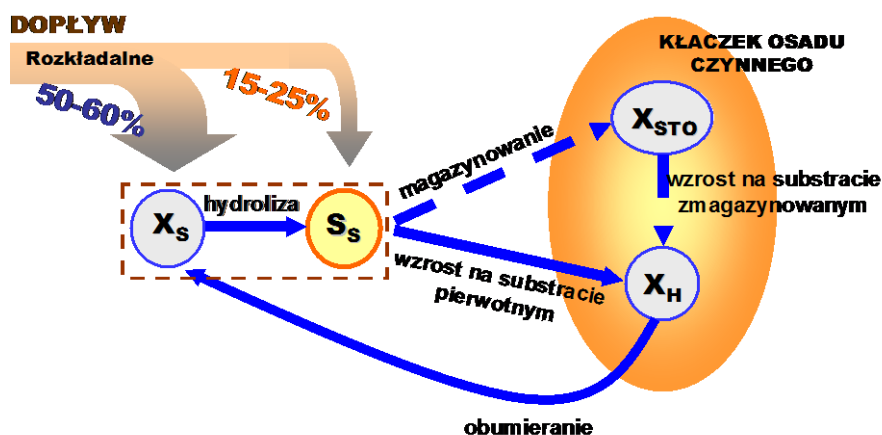 DOPŁYW
Rozkładalne
50-60%
15-25%
KŁACZEK OSADU
CZYNNEGO
XSTO
magazynowanie
wzrost na substracie
zmagazynowanym
hydroliza
XS
SS
wzrost na substracie
pierwotnym
XH
obumieranie